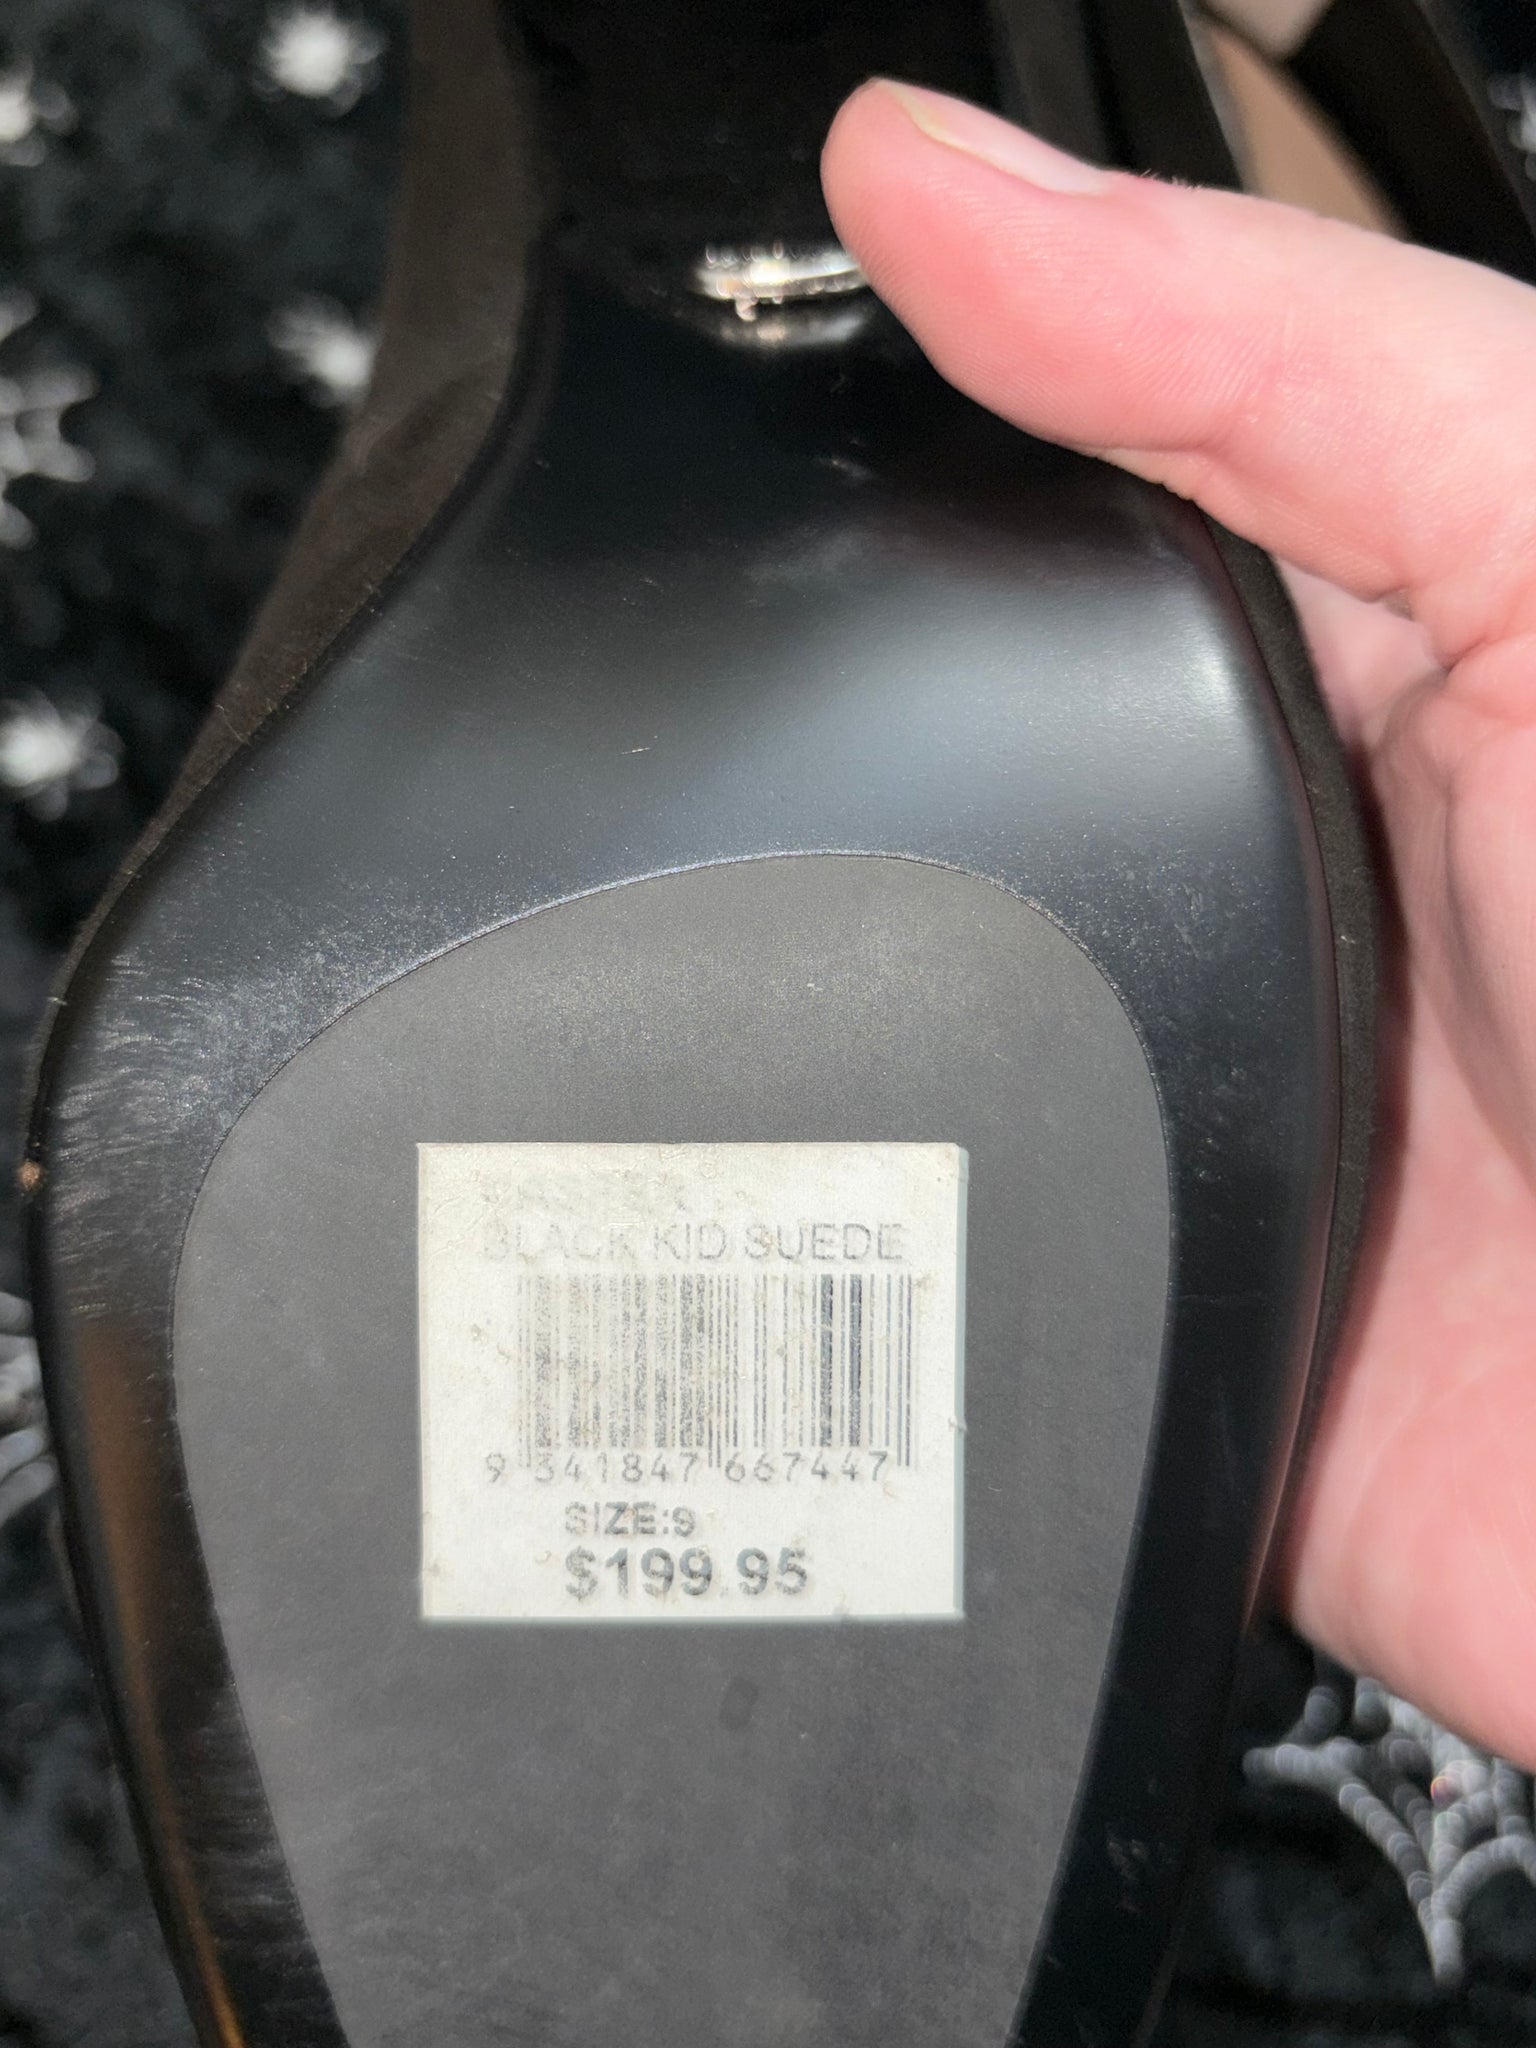 BLACK KID SUEDE
9 341847 667447
SIZE:9
$199.95